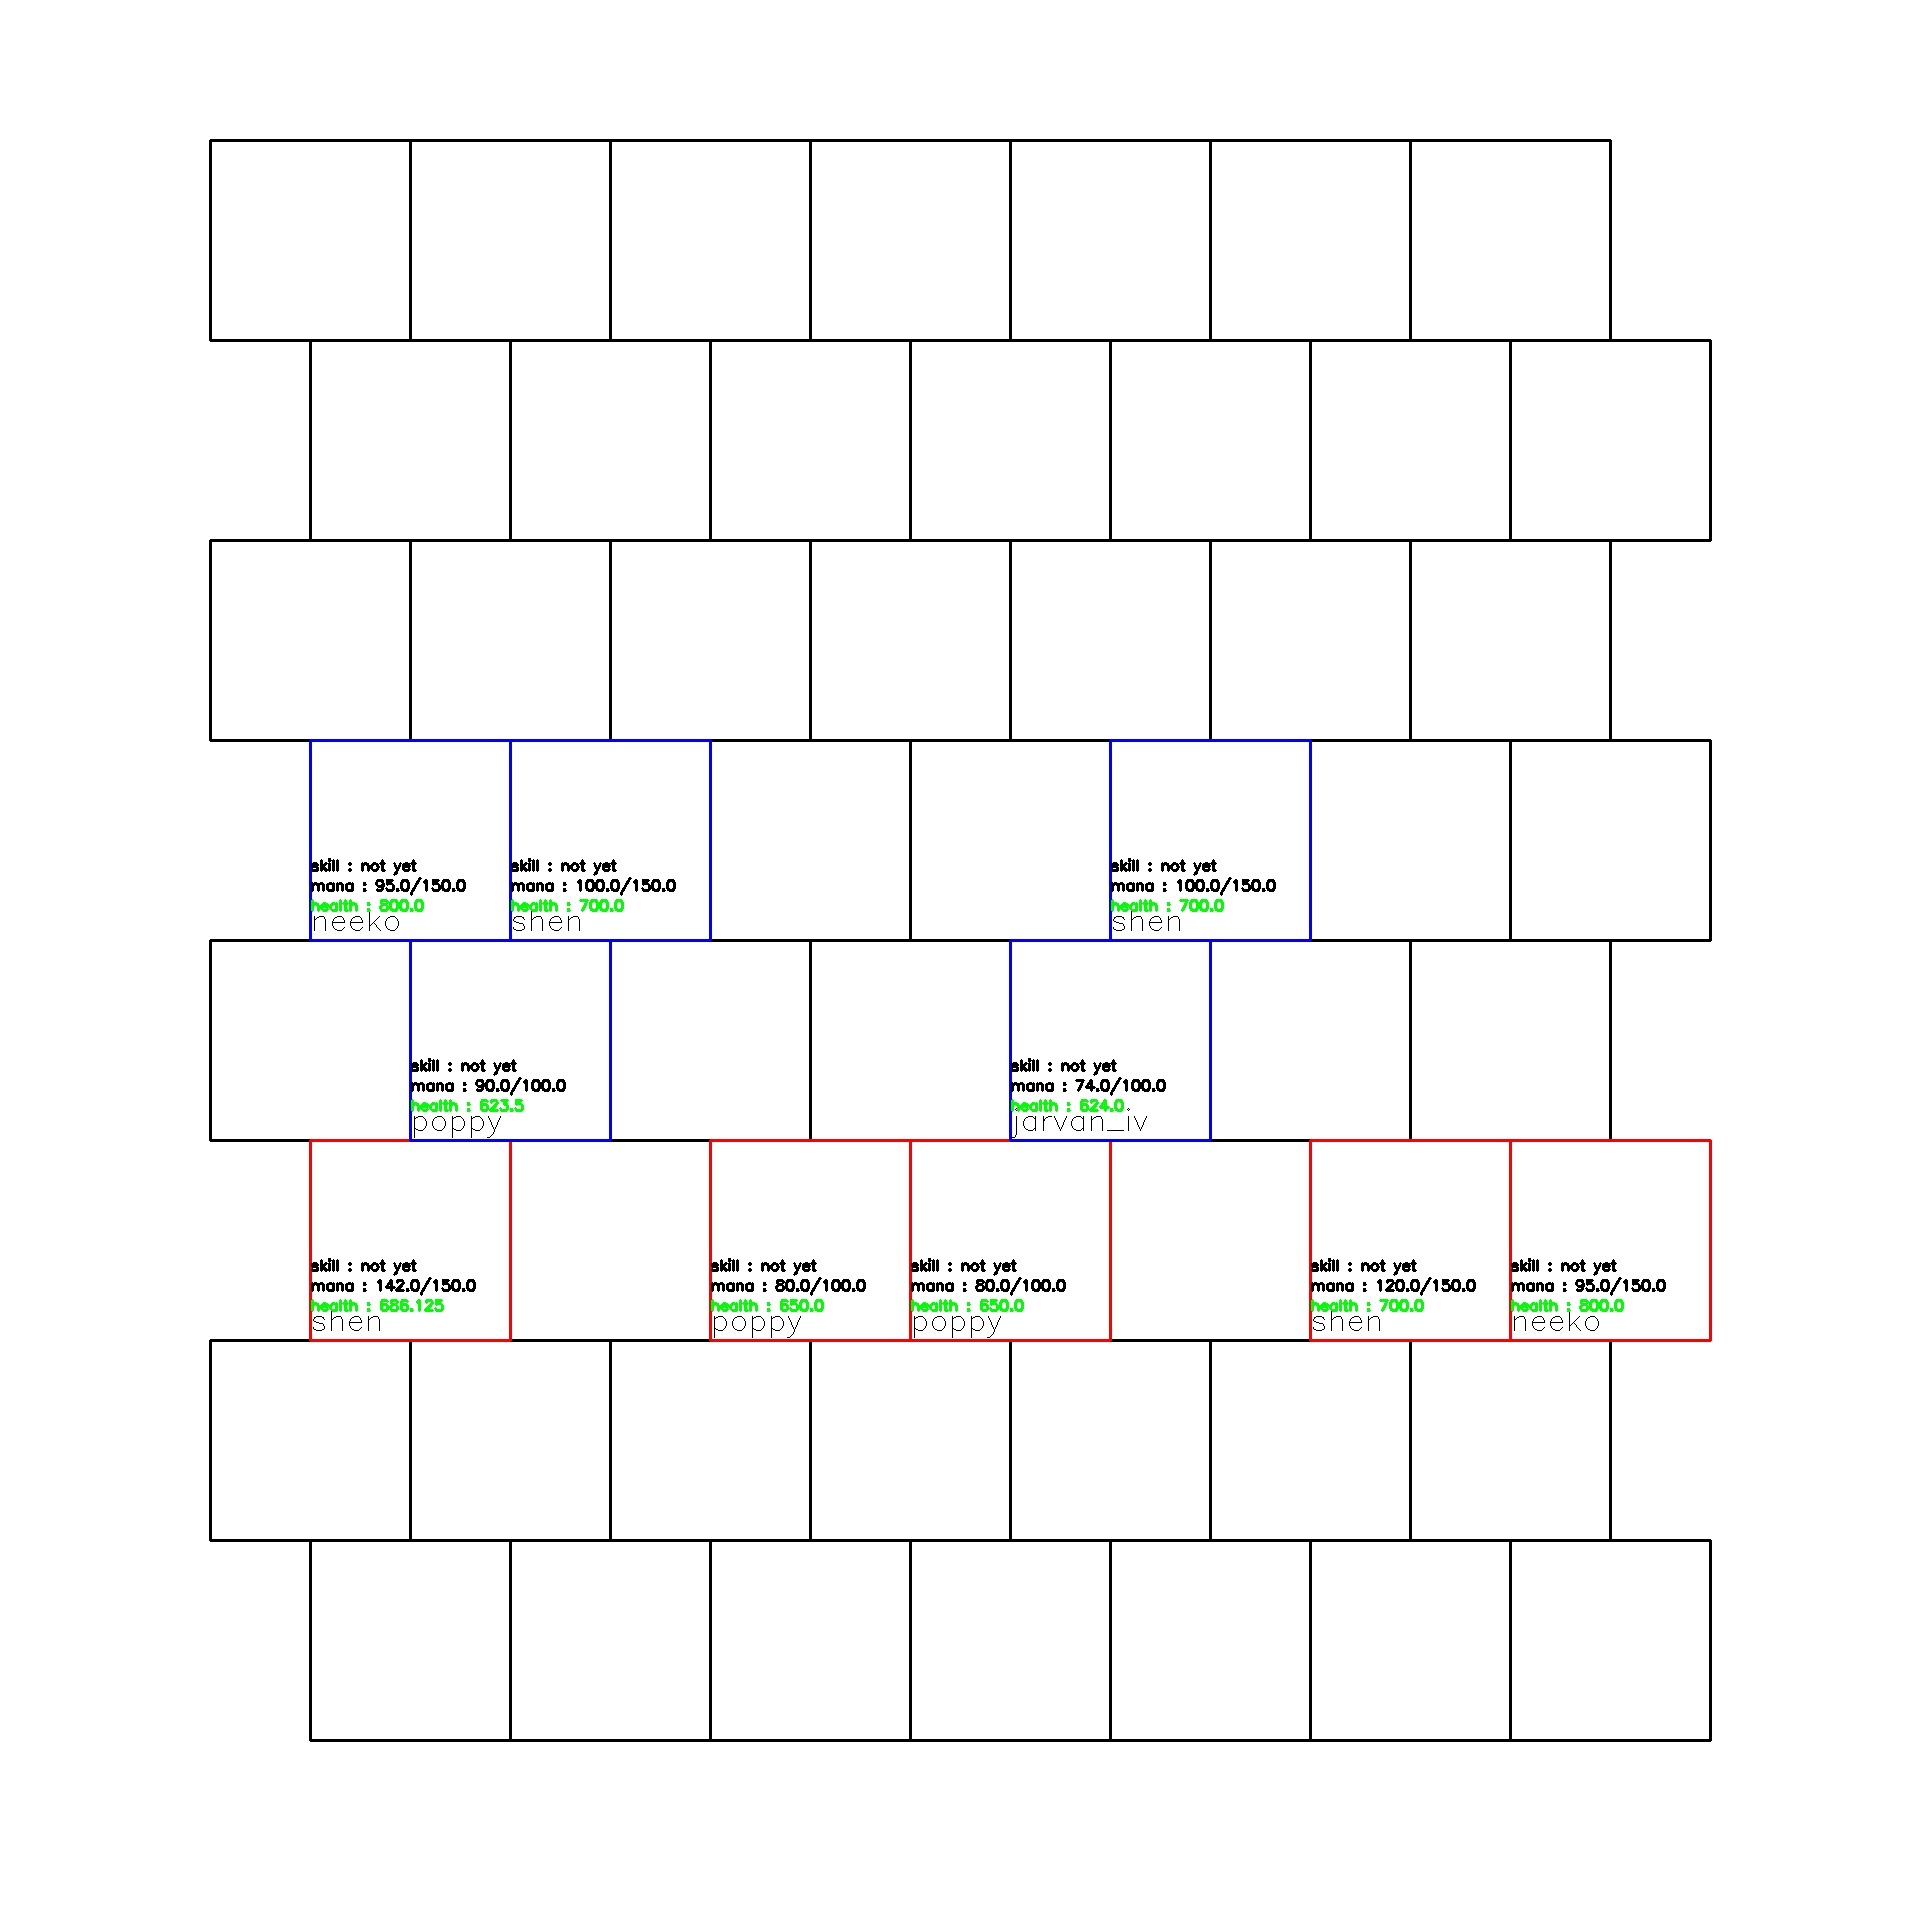 skill : not yet
mana : 95.0/150.0
health : 800.0
neeko
skill : not yet
mana : 100.0/150.0
health : 700.0
shen
skill : not yet
mana : 100.0/150.0
health : 700.0
shen
skill : not yet
mana : 90.0/100.0
health : 623.5
poppy
skill : not yet
mana : 74.0/100.0
health : 624.0
jarvan_iv
skill : not yet
mana : 142.0/150.0
health : 686.125
shen
skill : not yet
mana : 80.0/100.0
health : 650.0
poppy
skill : not yet
mana : 80.0/100.0
health : 650.0
poppy
skill : not yet
mana : 120.0/150.0
health : 700.0
shen
skill : not yet
mana : 95.0/150.0
health : 800.0
neeko